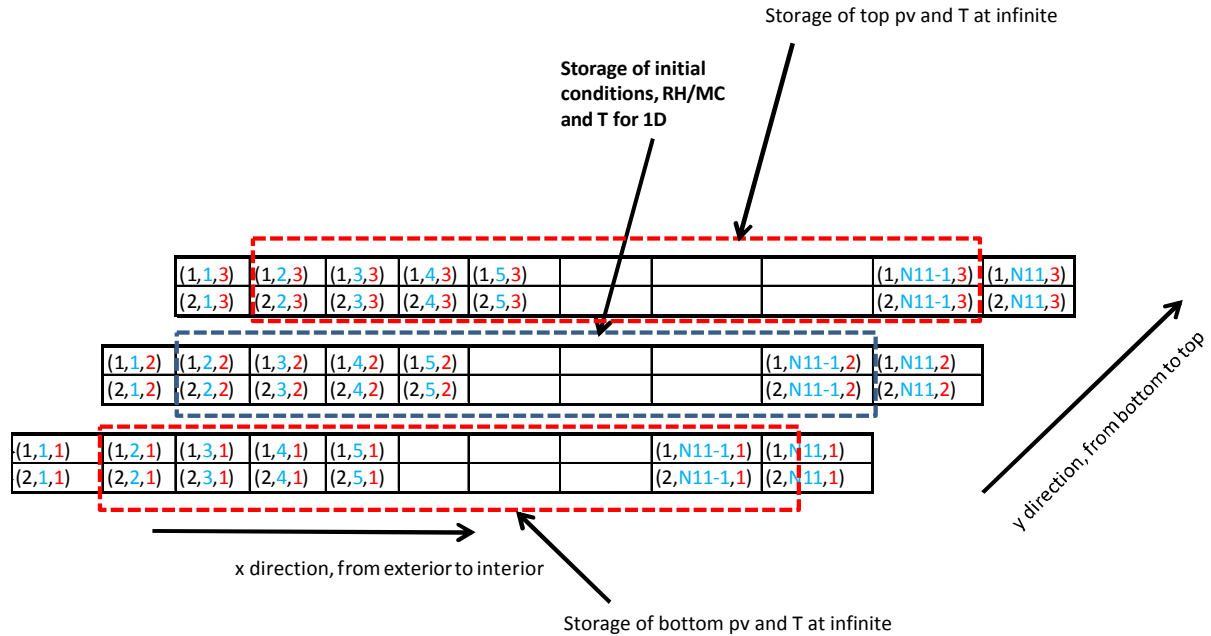 Storage of top pv and T at infinite
Storage of initial
conditions, RH/MC
and T for 1D
(1,1,3) (1,2,3) (1,3,3) (1,4,3) (1,5,3) (1,N11-1,3) (1,N11,3)
(2,1,3) (2,2,3) (2,3,3) (2,4,3) (2,5,3) (2,N11-1,3) (2,N11,3)
(1,1,2) (1,2,2) (1,3,2) (1,4,2) (1,5,2) (1,N11-1,2) (1,N11,2)
(2,1,2) (2,2,2) (2,3,2) (2,4,2) (2,5,2) (2,N11-1,2) (2,N11,2)
(1,1,1) (1,2,1) (1,3,1) (1,4,1) (1,5,1) (1,N11-1,1) (1,N11,1)
(2,1,1) (2,2,1) (2,3,1) (2,4,1) (2,5,1) (2,N11-1,1) (2,N11,1)
y direction, from bottom to top
x direction, from exterior to interior
Storage of bottom pv and T at infinite